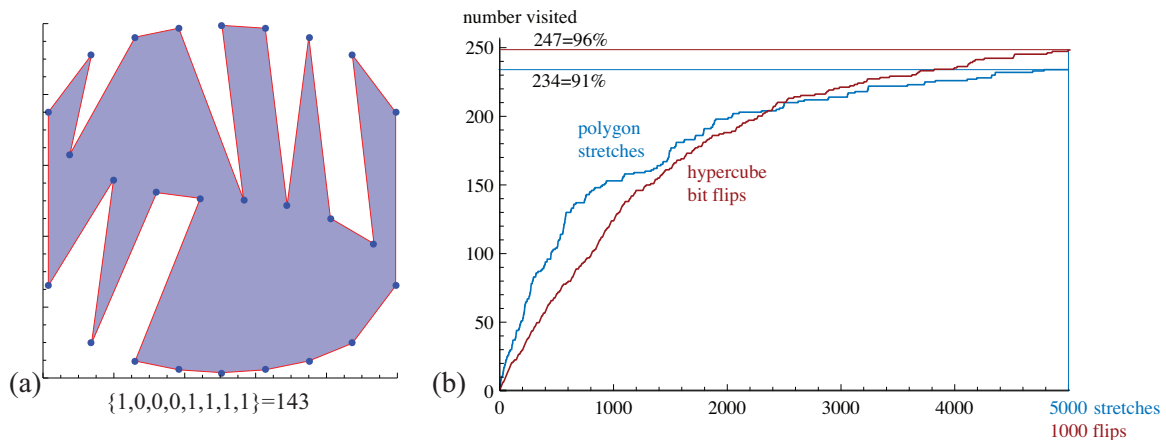 (a)
{1,0,0,0,1,1,1,1}=143
number visited
247=96%
234=91%
250
200
150
100
50
0
polygon
stretches
hypercube
bit flips
(b)
0
1000
2000
3000
4000
5000 stretches
1000 flips